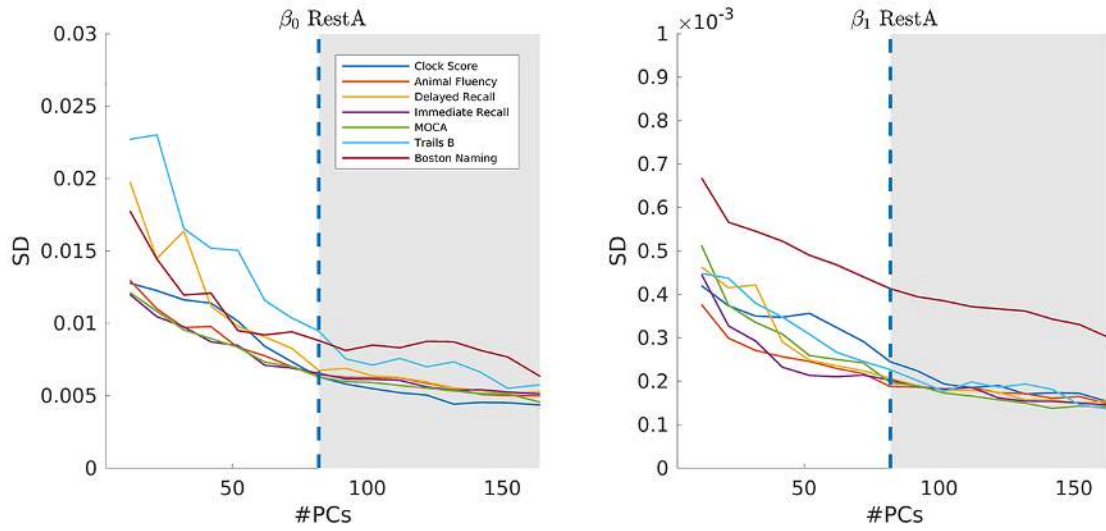 β₀ RestA
0.03
0.025
0.02
0.015
0.01
0.005
0
SD
50
100
150
#PCs
Clock Score
Animal Fluency
Delayed Recall
Immediate Recall
MOCA
Trails B
Boston Naming
×10⁻³
β₁ RestA
1
0.9
0.8
0.7
0.6
0.5
0.4
0.3
0.2
0.1
0
SD
50
100
150
#PCs